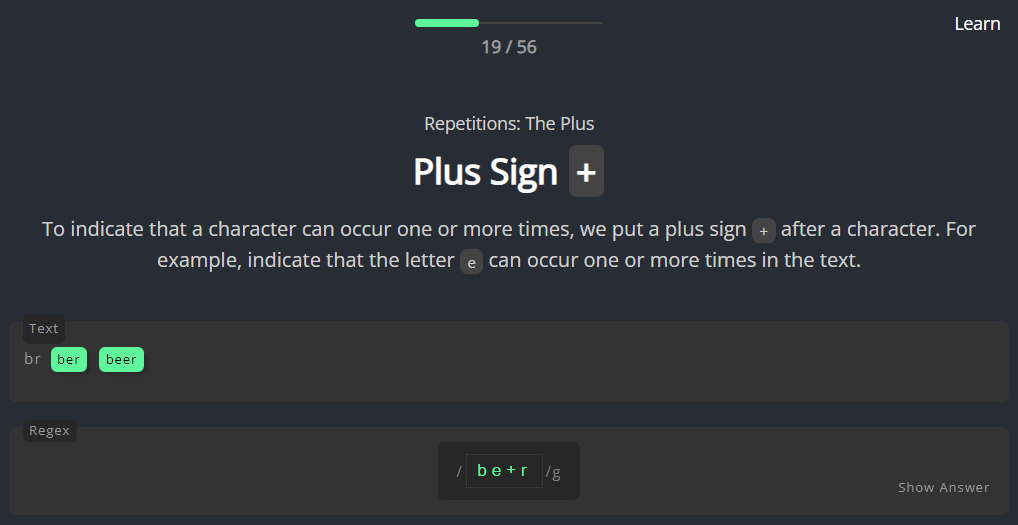 Learn
19 / 56
Repetitions: The Plus
Plus Sign +
To indicate that a character can occur one or more times, we put a plus sign + after a character. For
example, indicate that the letter e can occur one or more times in the text.
Text
br ber beer
Regex
/ be+r /g
Show Answer